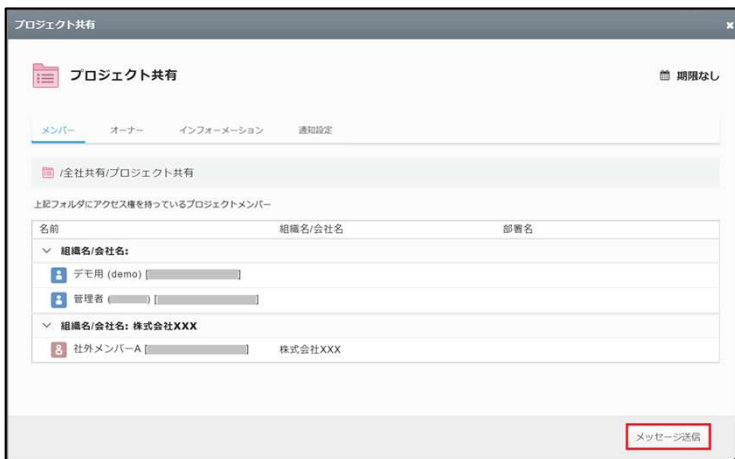 プロジェクト共有
プロジェクト共有
期限なし
メンバー オーナー インフォーメーション 通知設定
/全社共有/プロジェクト共有
上記フォルダにアクセス権を持っているプロジェクトメンバー
名前 組織名/会社名 部署名
組織名/会社名:
デモ用 (demo) [ ]
管理者 ( ) [ ]
組織名/会社名: 株式会社XXX
社外メンバーA [ ] 株式会社XXX
メッセージ送信